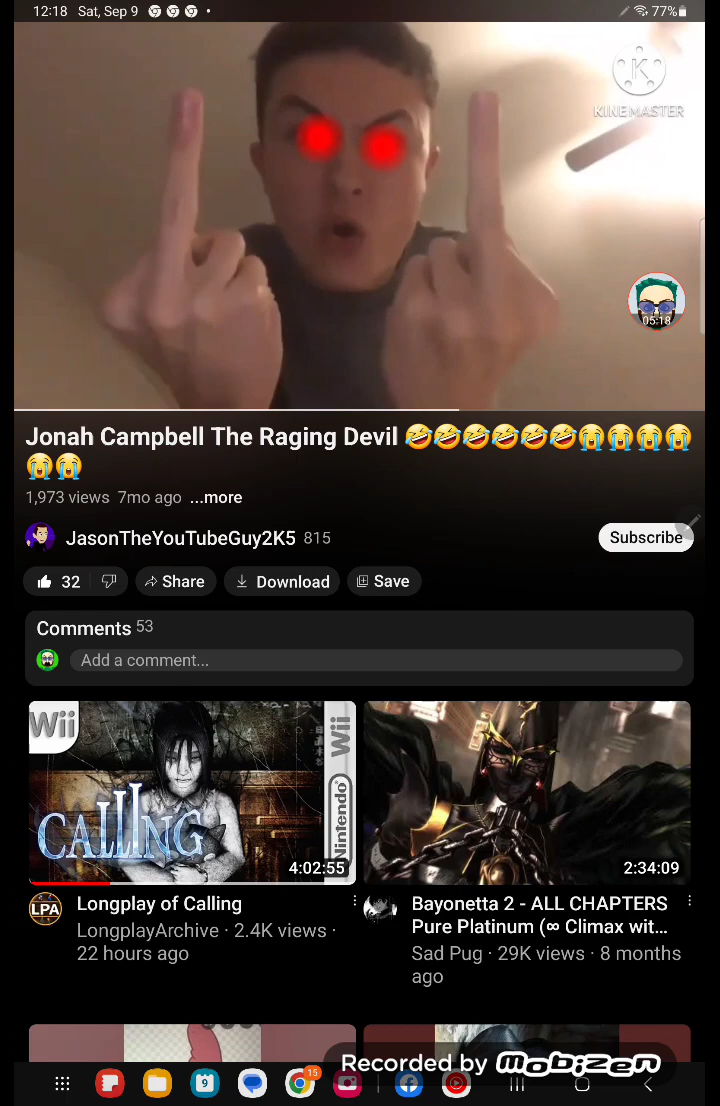 12:18 Sat, Sep 9
77%
KINEMASTER
05:18
Jonah Campbell The Raging Devil 🤣🤣🤣🤣🤣🤣😭😭😭😭
😭😭
1,973 views 7mo ago ...more
JasonTheYouTubeGuy2K5 815
Subscribe
32
Share
Download
Save
Comments 53
Add a comment...
Wii
Wii
CALLING
Nintendo
4:02:55
2:34:09
LPA
Longplay of Calling
LongplayArchive · 2.4K views ·
22 hours ago
Bayonetta 2 - ALL CHAPTERS
Pure Platinum (∞ Climax wit...
Sad Pug · 29K views · 8 months
ago
Recorded by Mobizen
9
15